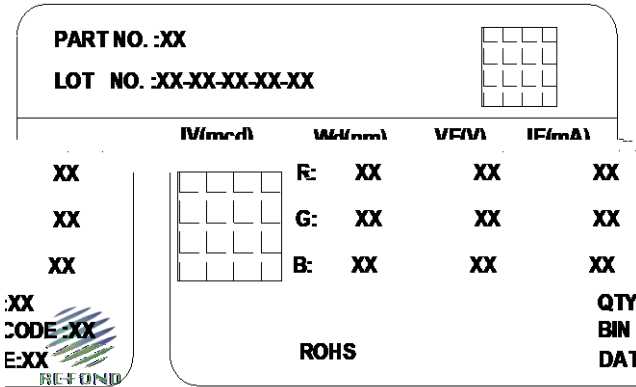 PART NO. :XX
LOT NO. :XX-XX-XX-XX-XX
IV(mcd) Wd(nm) VF(V) IF(mA)
XX R: XX XX XX
XX G: XX XX XX
XX B: XX XX XX
:XX QTY
CODE :XX BIN
E:XX ROHS DAT
REFOND